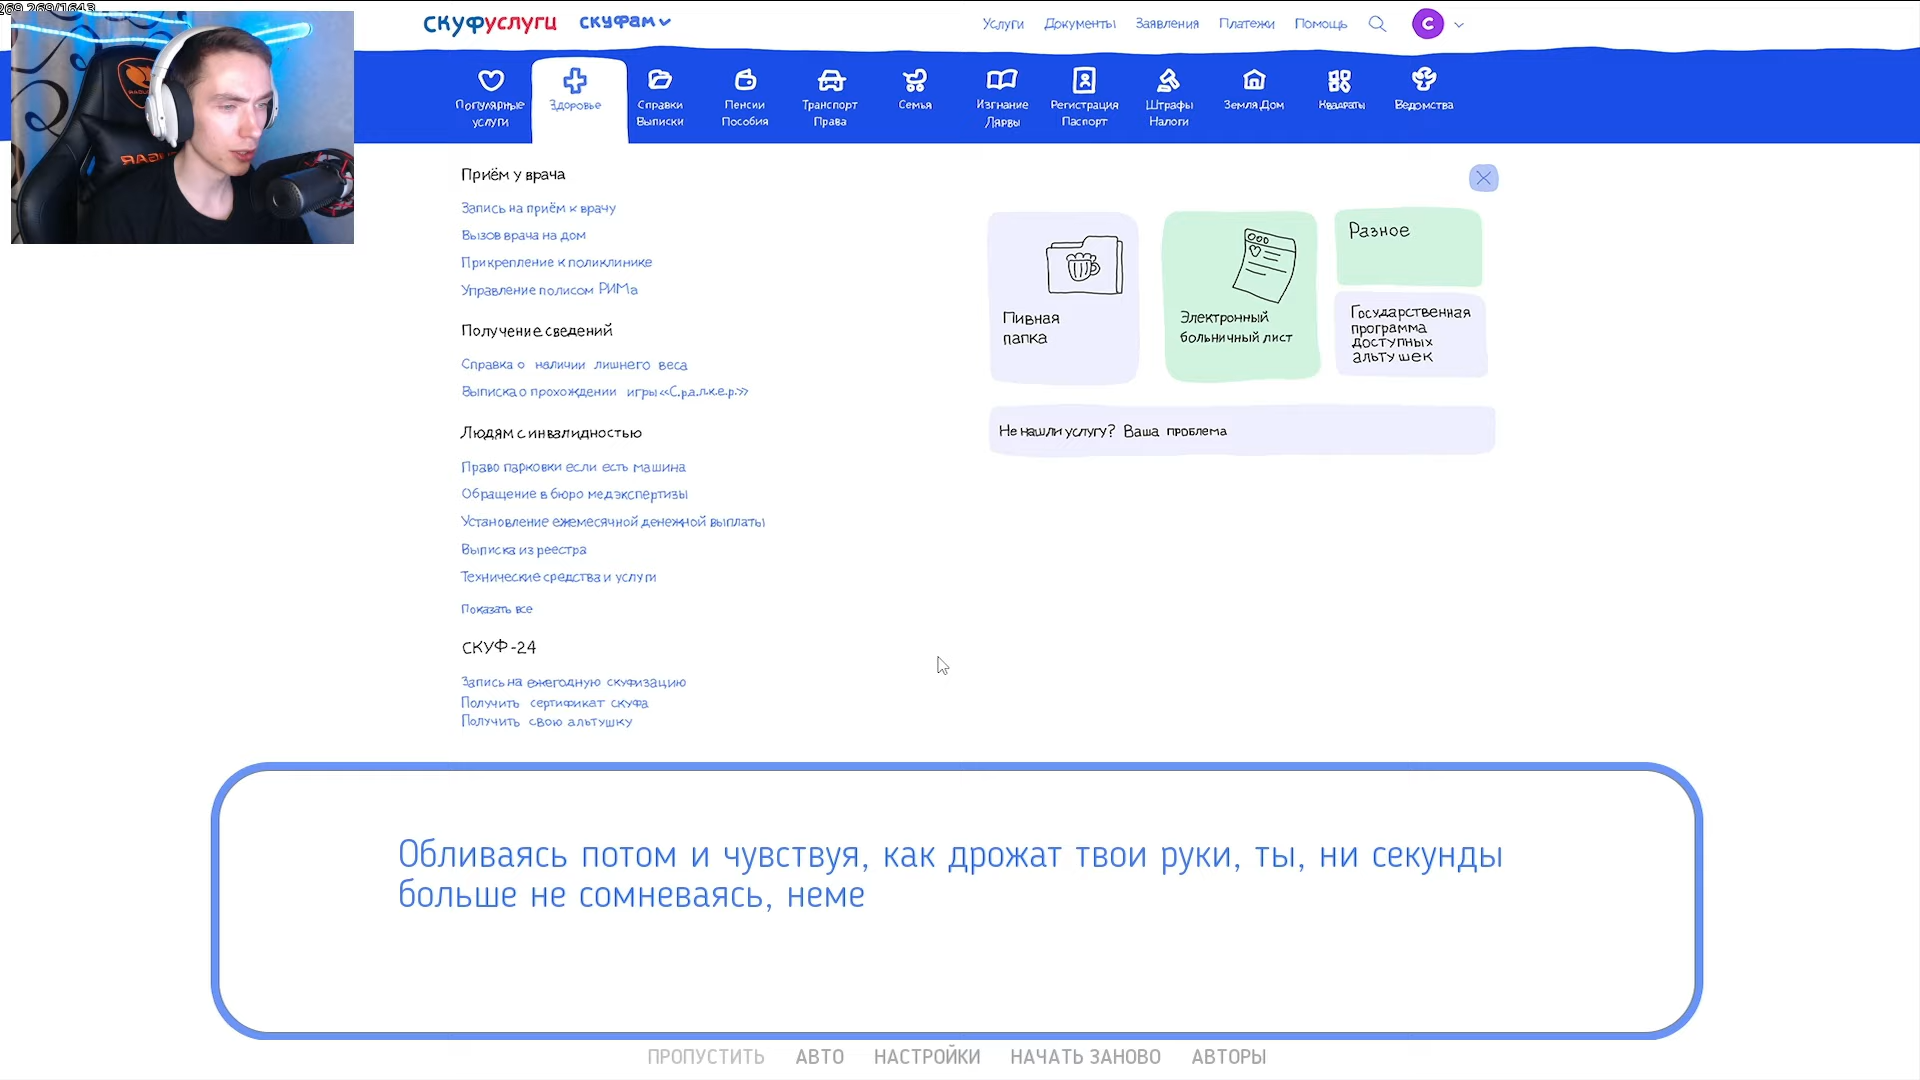 269 269/1643
скуфуслугц скуфам
Услуги Документы Заявления Платежи Помощь С
Популярные услуги
Здоровье
Справки Выписки
Пенсии Пособия
Транспорт Права
Семья
Изгнание Лярвы
Регистрация Паспорт
Штрафы Налоги
Земля Дом
Квадраты
Ведомства
Приём у врача
Запись на приём к врачу
Вызов врача на дом
Прикрепление к поликлинике
Управление полисом РИМа
Получение сведений
Справка о наличии лишнего веса
Выписка о прохождении игры «С.р.а.л.к.е.р.»
Людям с инвалидностью
Право парковки если есть машина
Обращение в бюро медэкспертизы
Установление ежемесячной денежной выплаты
Выписка из реестра
Технические средства и услуги
Показать все
СКУФ-24
Запись на ежегодную скуфизацию
Получить сертификат скуфа
Получить свою альтушку
Пивная
папка
Электронный
больничный лист
Разное
Государственная
программа
доступных
альтушек
Не нашли услугу? Ваша проблема
Обливаясь потом и чувствуя, как дрожат твои руки, ты, ни секунды
больше не сомневаясь, неме
ПРОПУСТИТЬ АВТО НАСТРОЙКИ НАЧАТЬ ЗАНОВО АВТОРЫ